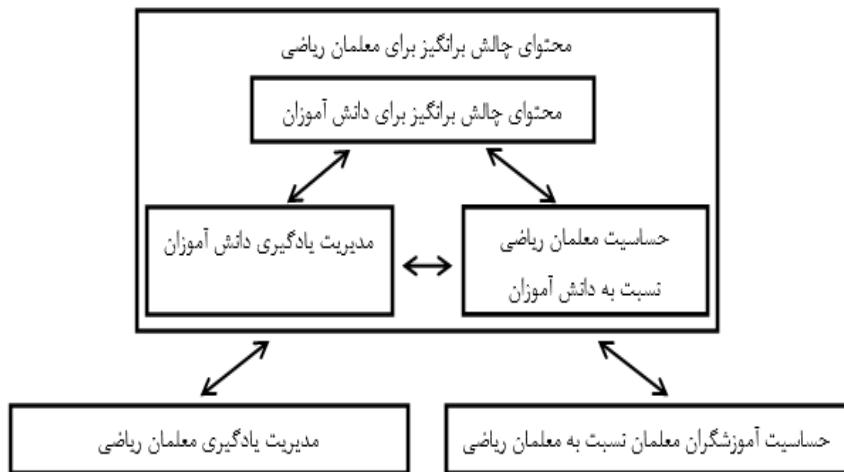 محتوای چالش برانگیز برای معلمان ریاضی
محتوای چالش برانگیز برای دانش آموزان
حساسیت معلمان ریاضی
نسبت به دانش آموزان
مدیریت یادگیری دانش آموزان
حساسیت آموزشگران معلمان نسبت به معلمان ریاضی
مدیریت یادگیری معلمان ریاضی